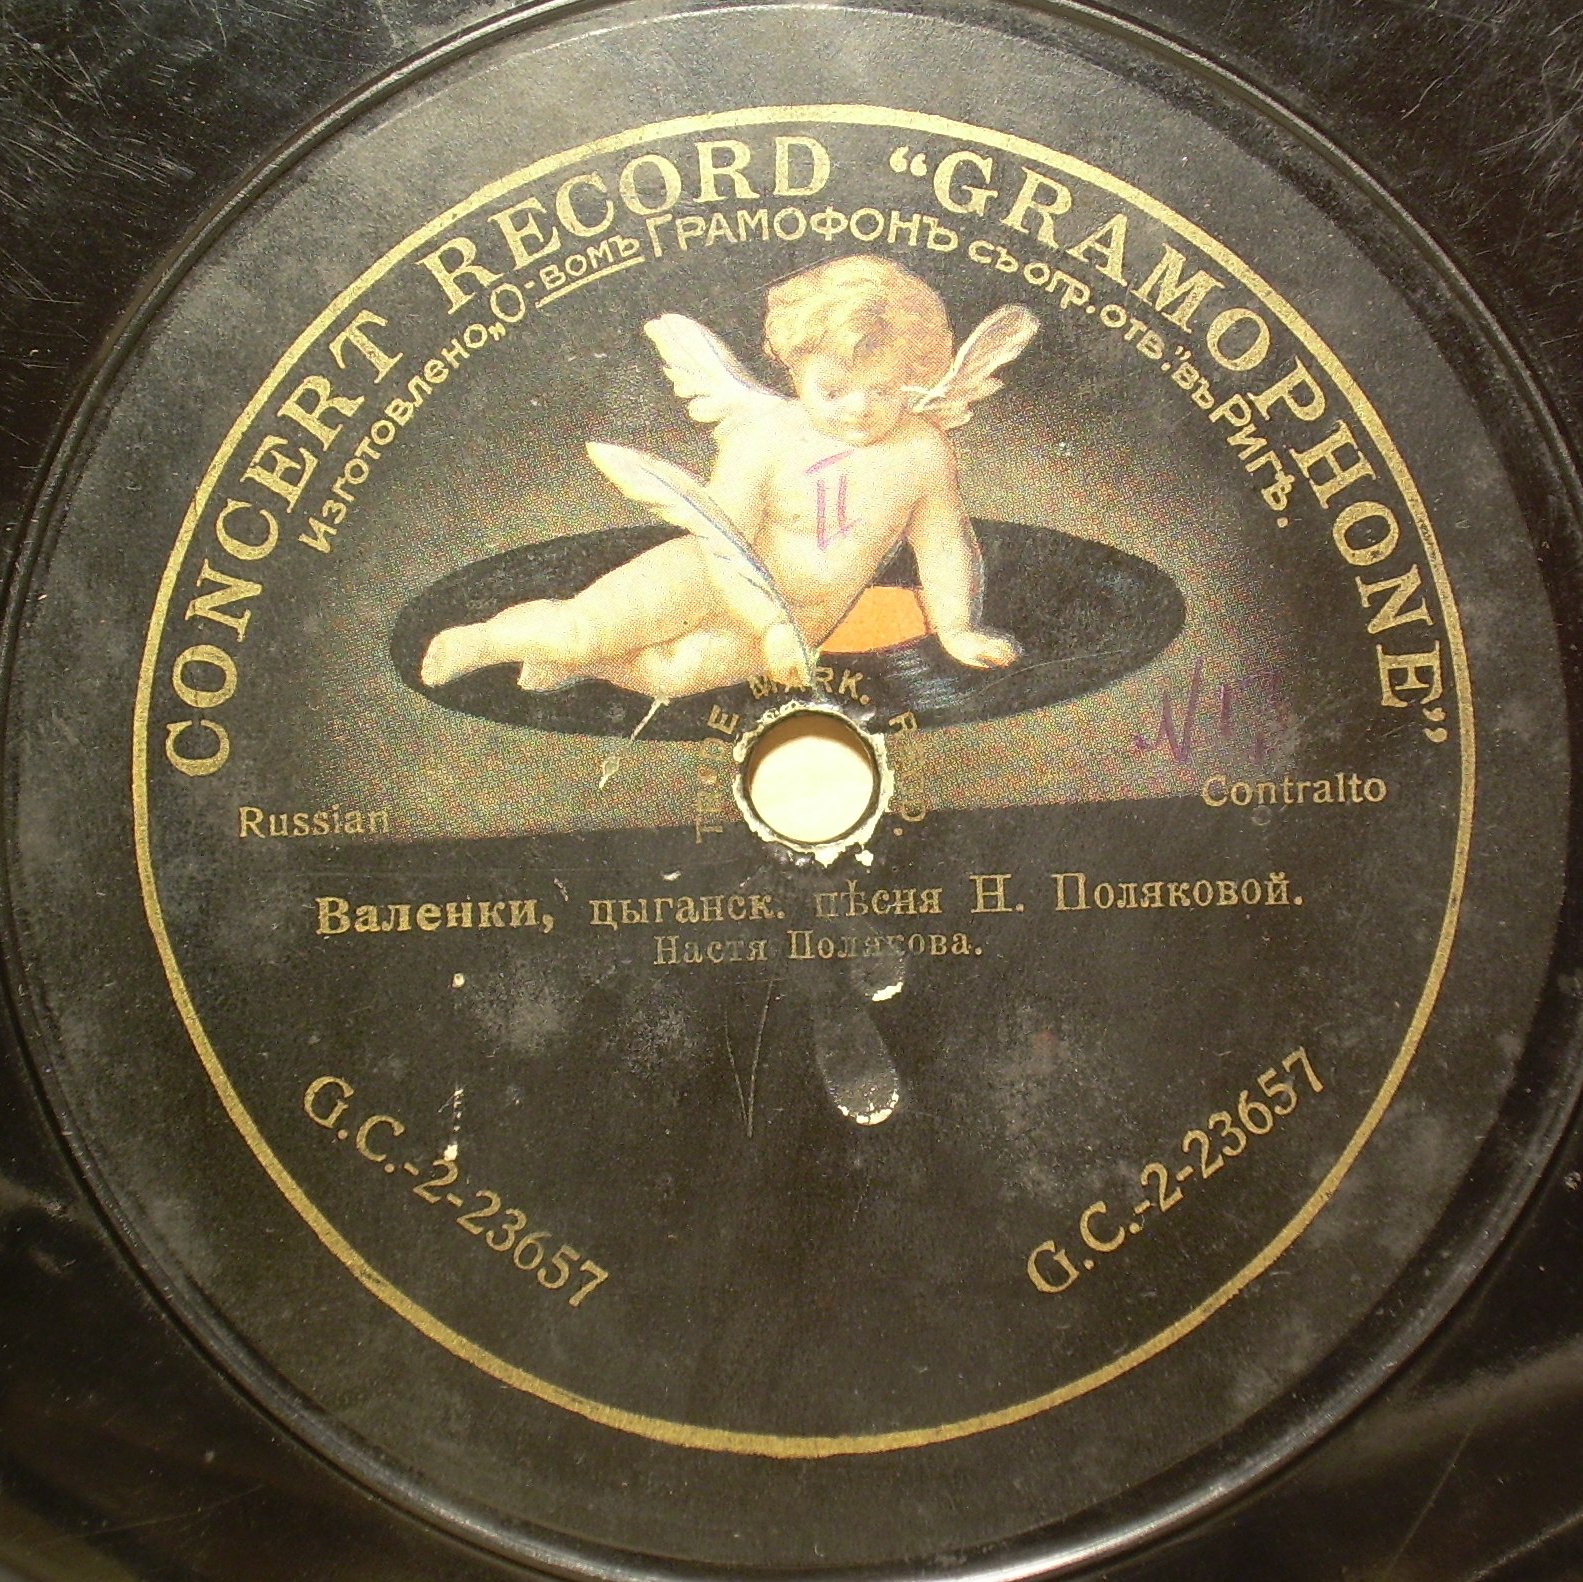 CONCERT RECORD “GRAMOPHONE”
Изготовлено „О-вомъ Грамофонъ съ огр. отв.” въ Ригѣ.
II
TRADE MARK.
Russian
Contralto
Валенки, цыганск. пѣсня Н. Поляковой.
Настя Полякова.
G.C.-2-23657
G.C.-2-23657